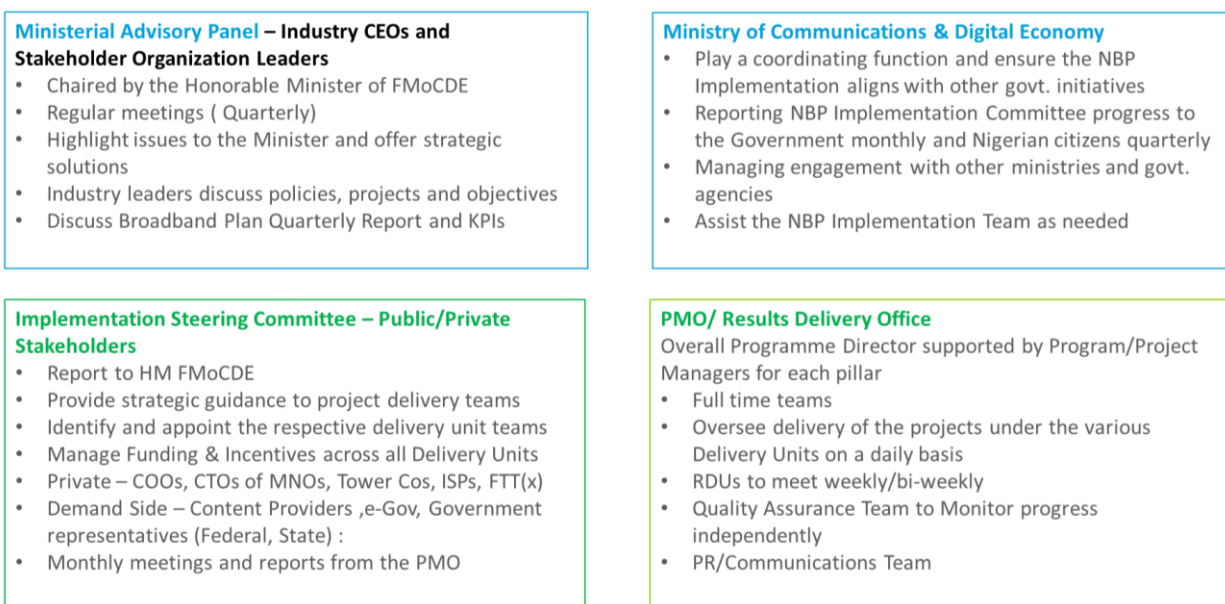 Ministerial Advisory Panel – Industry CEOs and
Stakeholder Organization Leaders
• Chaired by the Honorable Minister of FMoCDE
• Regular meetings ( Quarterly)
• Highlight issues to the Minister and offer strategic
solutions
• Industry leaders discuss policies, projects and objectives
• Discuss Broadband Plan Quarterly Report and KPIs
Ministry of Communications & Digital Economy
• Play a coordinating function and ensure the NBP
Implementation aligns with other govt. initiatives
• Reporting NBP Implementation Committee progress to
the Government monthly and Nigerian citizens quarterly
• Managing engagement with other ministries and govt.
agencies
• Assist the NBP Implementation Team as needed
Implementation Steering Committee – Public/Private
Stakeholders
• Report to HM FMoCDE
• Provide strategic guidance to project delivery teams
• Identify and appoint the respective delivery unit teams
• Manage Funding & Incentives across all Delivery Units
• Private – COOs, CTOs of MNOs, Tower Cos, ISPs, FTT(x)
• Demand Side – Content Providers ,e-Gov, Government
representatives (Federal, State) :
• Monthly meetings and reports from the PMO
PMO/ Results Delivery Office
Overall Programme Director supported by Program/Project
Managers for each pillar
• Full time teams
• Oversee delivery of the projects under the various
Delivery Units on a daily basis
• RDUs to meet weekly/bi-weekly
• Quality Assurance Team to Monitor progress
independently
• PR/Communications Team